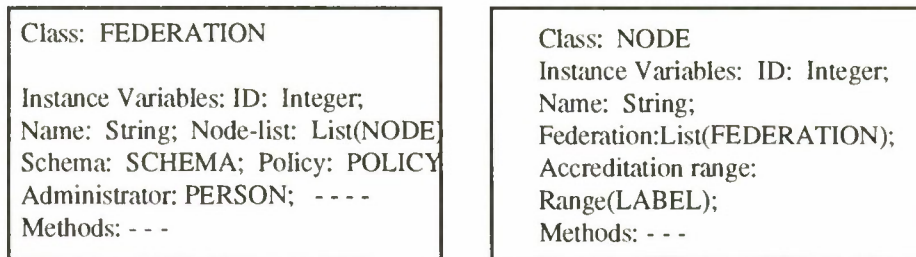 Class: FEDERATION
Instance Variables: ID: Integer;
Name: String; Node-list: List(NODE)
Schema: SCHEMA; Policy: POLICY
Administrator: PERSON; - - - -
Methods: - - -
Class: NODE
Instance Variables: ID: Integer;
Name: String;
Federation:List(FEDERATION);
Accreditation range:
Range(LABEL);
Methods: - - -